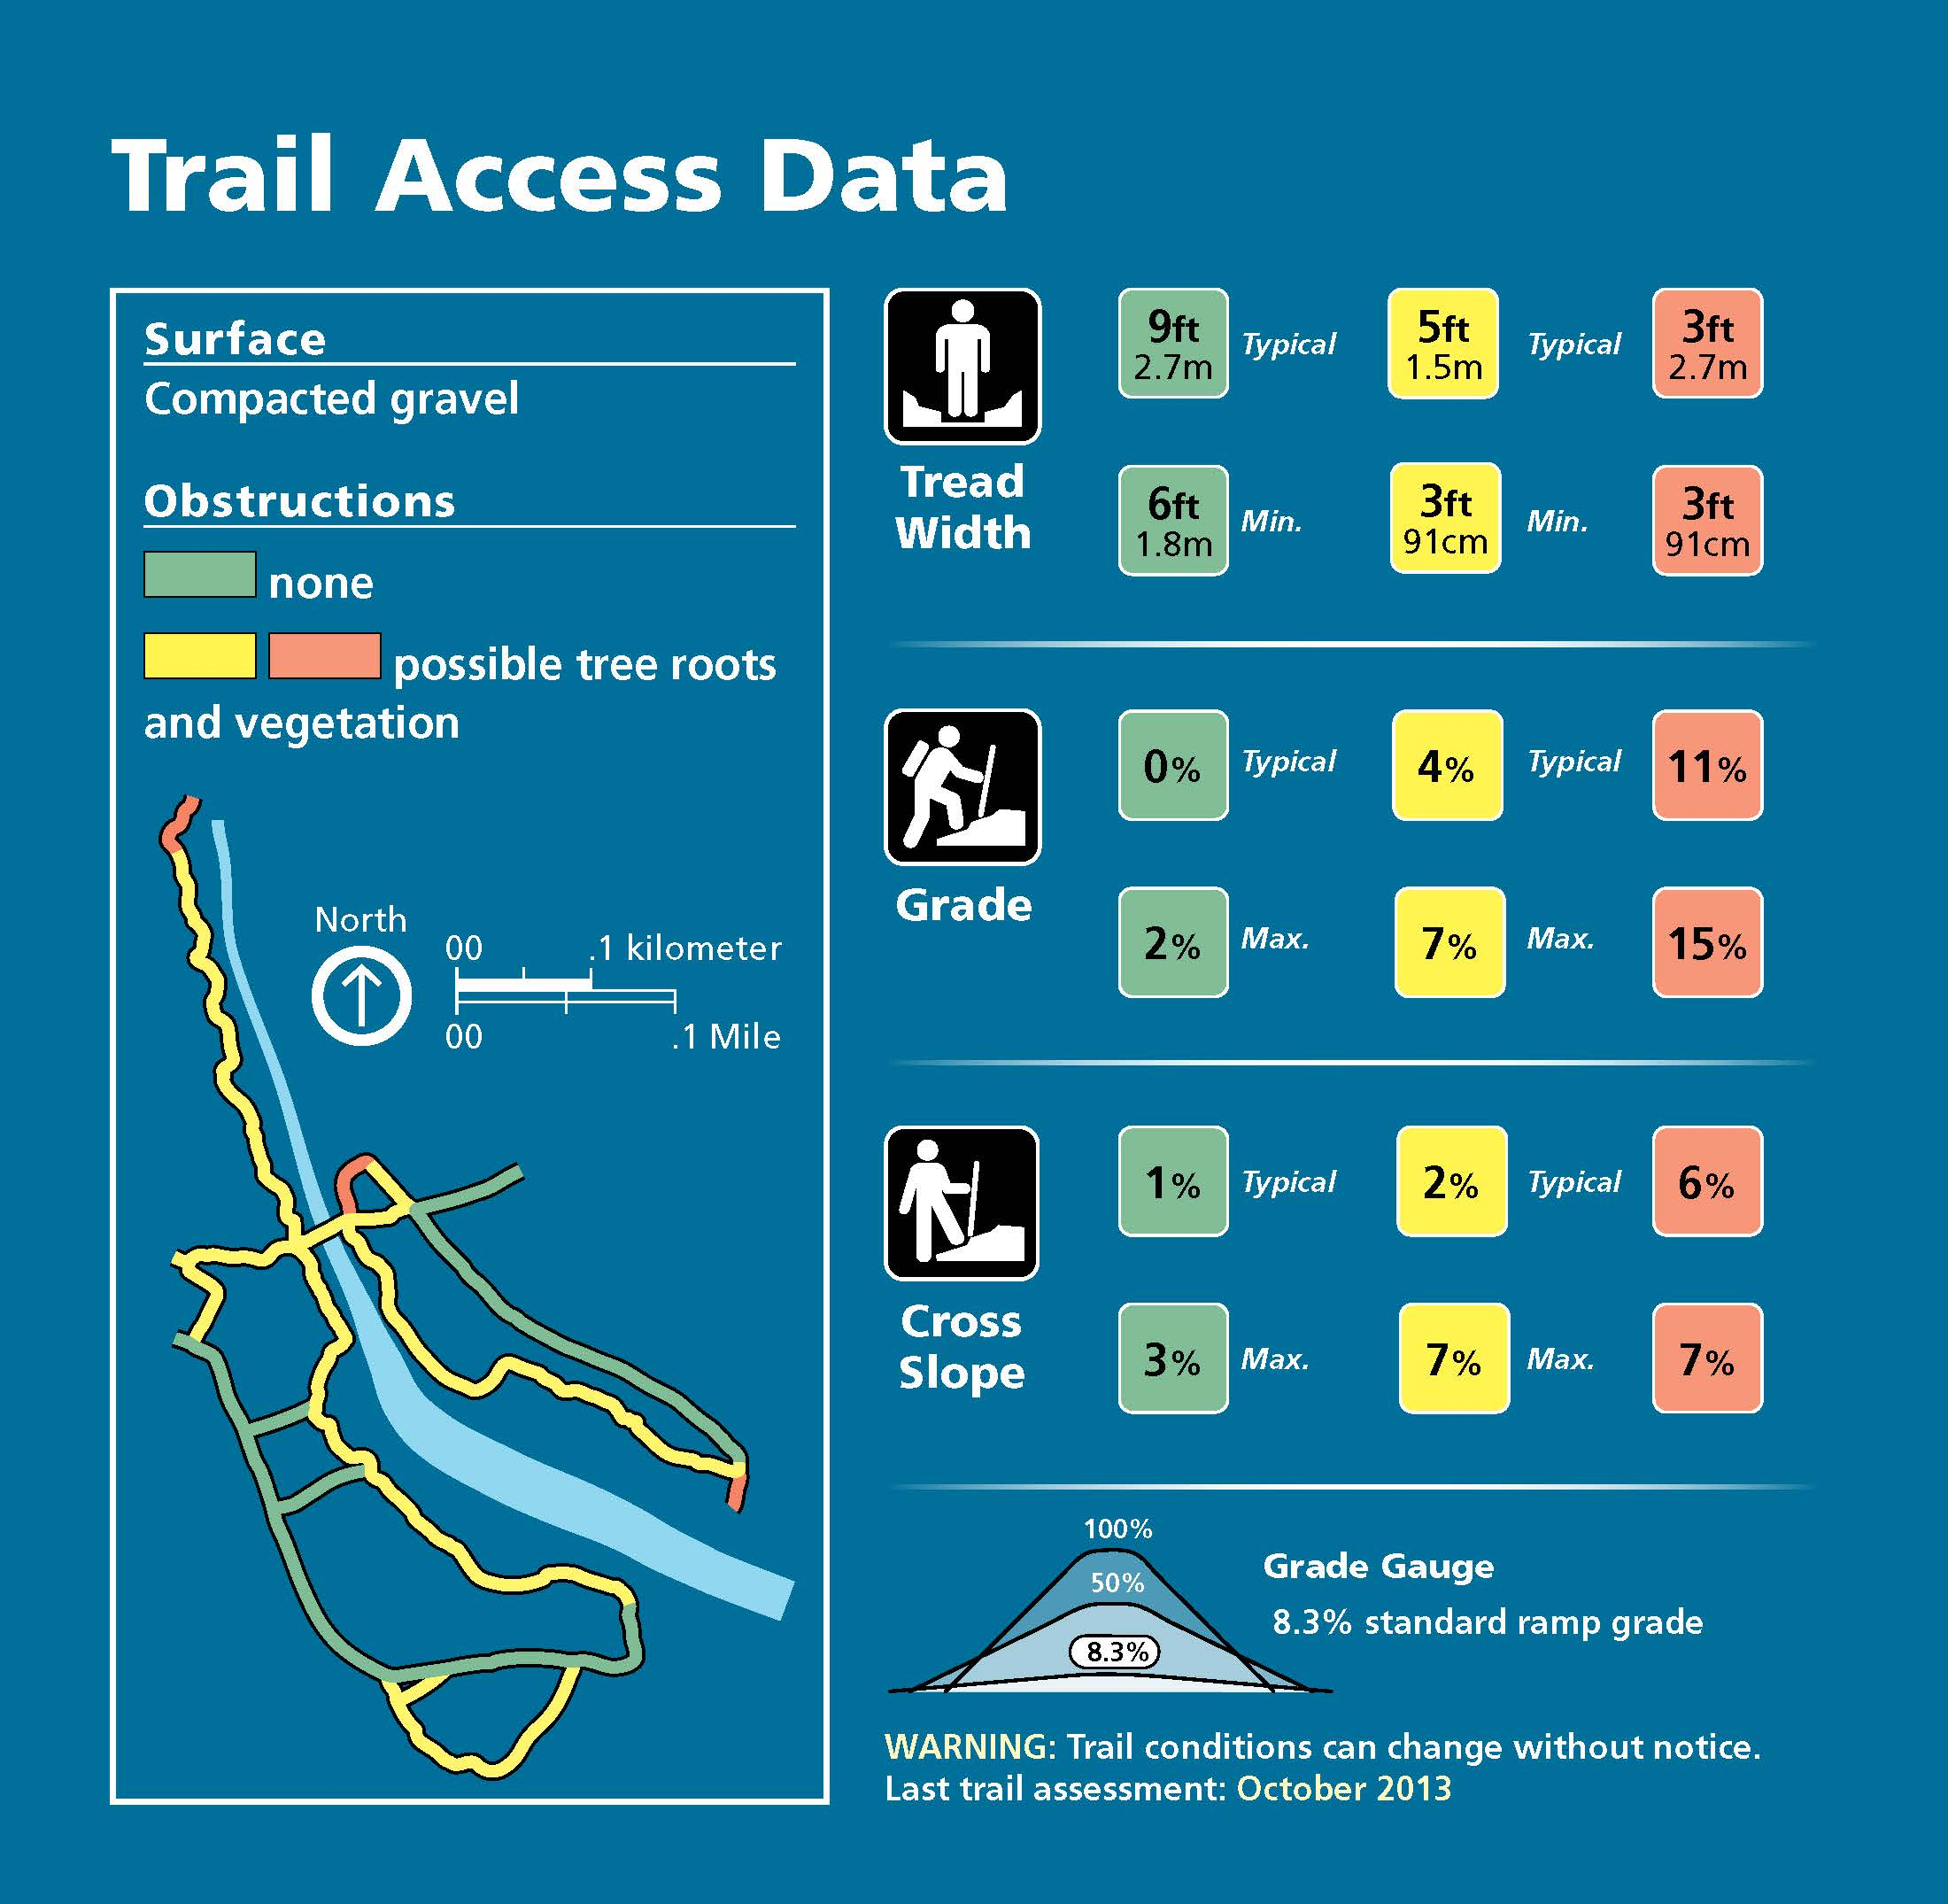 Trail Access Data
Surface
Compacted gravel
Obstructions
none
possible tree roots
and vegetation
North
00 .1 kilometer
00 .1 Mile
Tread
Width
9ft
2.7m
Typical
5ft
1.5m
Typical
3ft
2.7m
6ft
1.8m
Min.
3ft
91cm
Min.
3ft
91cm
Grade
0% Typical 4% Typical 11%
2% Max. 7% Max. 15%
Cross
Slope
1% Typical 2% Typical 6%
3% Max. 7% Max. 7%
100%
50%
8.3%
Grade Gauge
8.3% standard ramp grade
WARNING: Trail conditions can change without notice.
Last trail assessment: October 2013